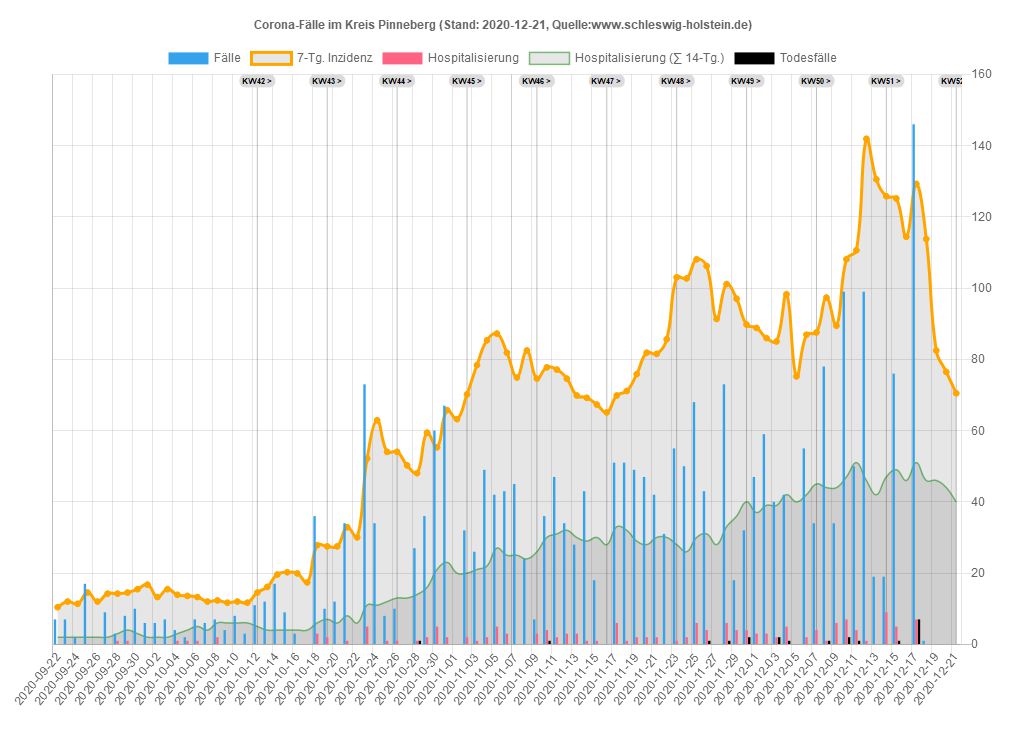 Corona-Fälle im Kreis Pinneberg (Stand: 2020-12-21, Quelle:www.schleswig-holstein.de)
Fälle 7-Tg. Inzidenz Hospitalisierung Hospitalisierung (∑ 14-Tg.) Todesfälle
KW42 > KW43 > KW44 > KW45 > KW46 > KW47 > KW48 > KW49 > KW50 > KW51 > KW52
160
140
120
100
80
60
40
20
0
2020-09-22 2020-09-24 2020-09-26 2020-09-28 2020-09-30 2020-10-02 2020-10-04 2020-10-06 2020-10-08 2020-10-10 2020-10-12 2020-10-14 2020-10-16 2020-10-18 2020-10-20 2020-10-22 2020-10-24 2020-10-26 2020-10-28 2020-10-30 2020-11-01 2020-11-03 2020-11-05 2020-11-07 2020-11-09 2020-11-11 2020-11-13 2020-11-15 2020-11-17 2020-11-19 2020-11-21 2020-11-23 2020-11-25 2020-11-27 2020-11-29 2020-12-01 2020-12-03 2020-12-05 2020-12-07 2020-12-09 2020-12-11 2020-12-13 2020-12-15 2020-12-17 2020-12-19 2020-12-21